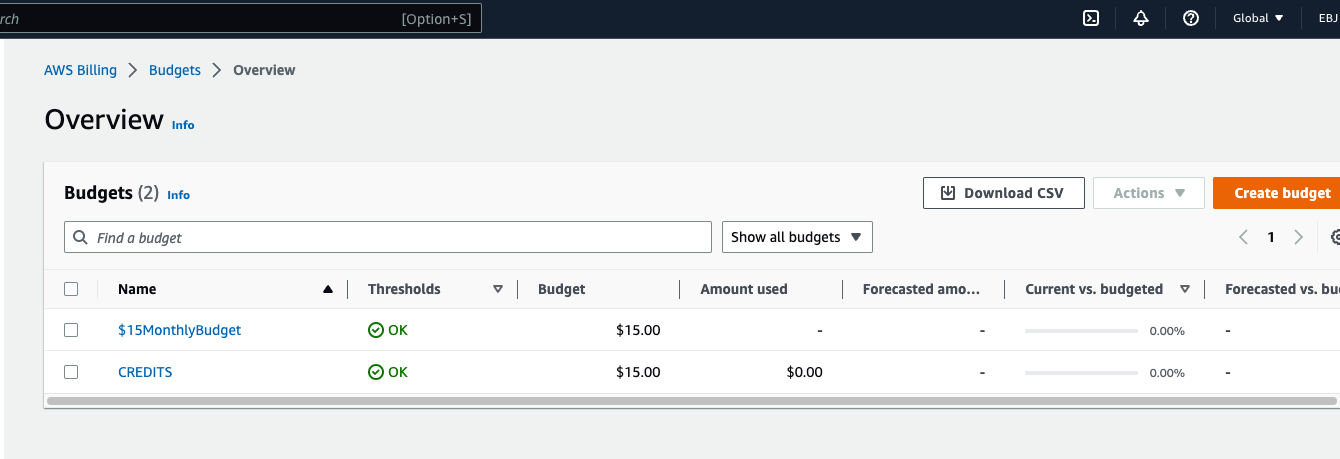 rch [Option+S] Global EBJ
AWS Billing Budgets Overview
Overview Info
Budgets (2) Info Download CSV Actions Create budget
Find a budget Show all budgets 1
Name Thresholds Budget Amount used Forecasted amo... Current vs. budgeted Forecasted vs. bu
$15MonthlyBudget OK $15.00 - - 0.00% -
CREDITS OK $15.00 $0.00 - 0.00% -